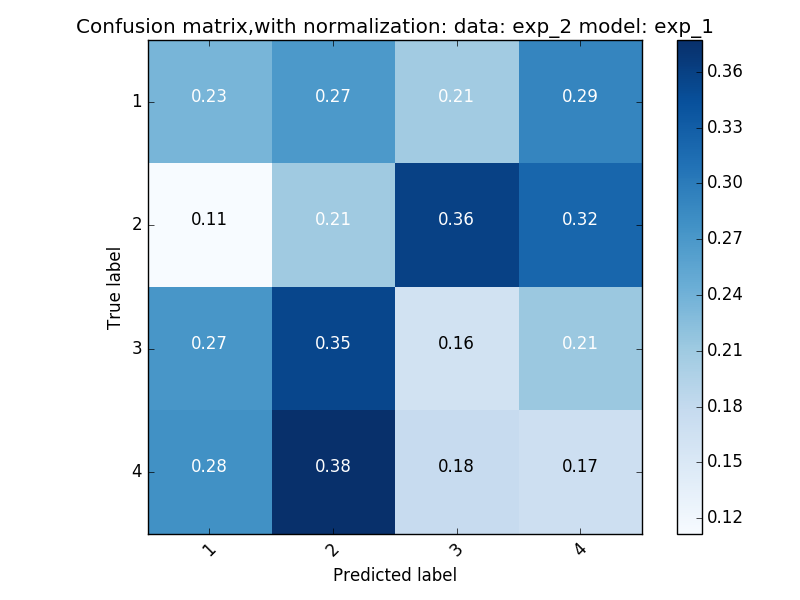 Confusion matrix,with normalization: data: exp_2 model: exp_1
True label
1 0.23 0.27 0.21 0.29
2 0.11 0.21 0.36 0.32
3 0.27 0.35 0.16 0.21
4 0.28 0.38 0.18 0.17
1 2 3 4
Predicted label
0.36
0.33
0.30
0.27
0.24
0.21
0.18
0.15
0.12